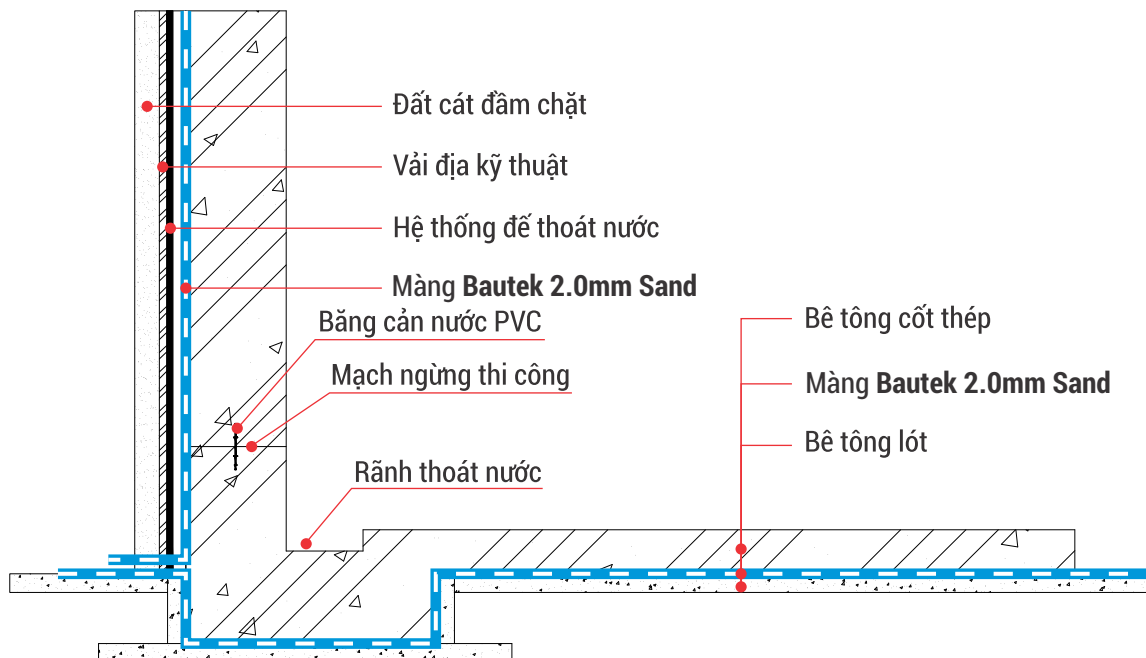 Đất cát đầm chặt
Vải địa kỹ thuật
Hệ thống đế thoát nước
Màng Bautek 2.0mm Sand
Băng cản nước PVC
Mạch ngừng thi công
Rãnh thoát nước
Bê tông cốt thép
Màng Bautek 2.0mm Sand
Bê tông lót